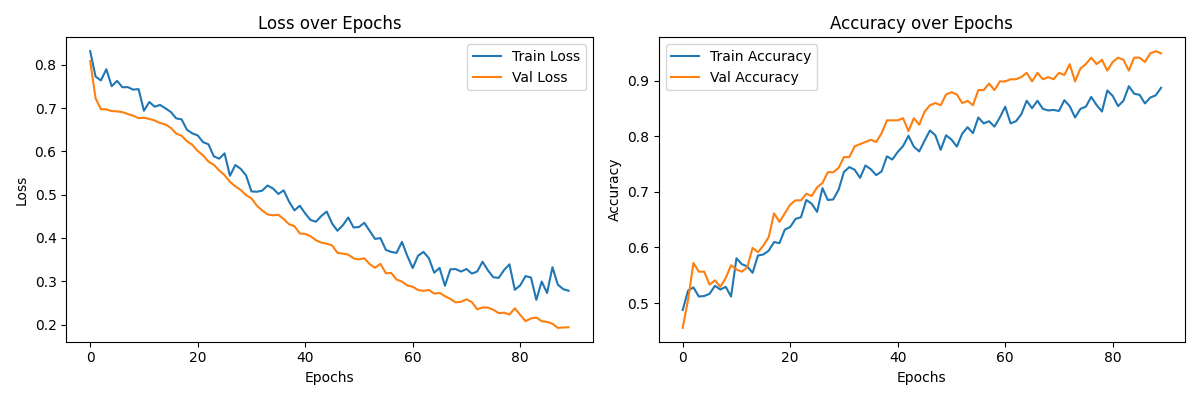 Loss over Epochs
Train Loss
Val Loss
0.8
0.7
0.6
0.5
0.4
0.3
0.2
Loss
0
20
40
60
80
Epochs
Accuracy over Epochs
Train Accuracy
Val Accuracy
0.9
0.8
0.7
0.6
0.5
Accuracy
0
20
40
60
80
Epochs